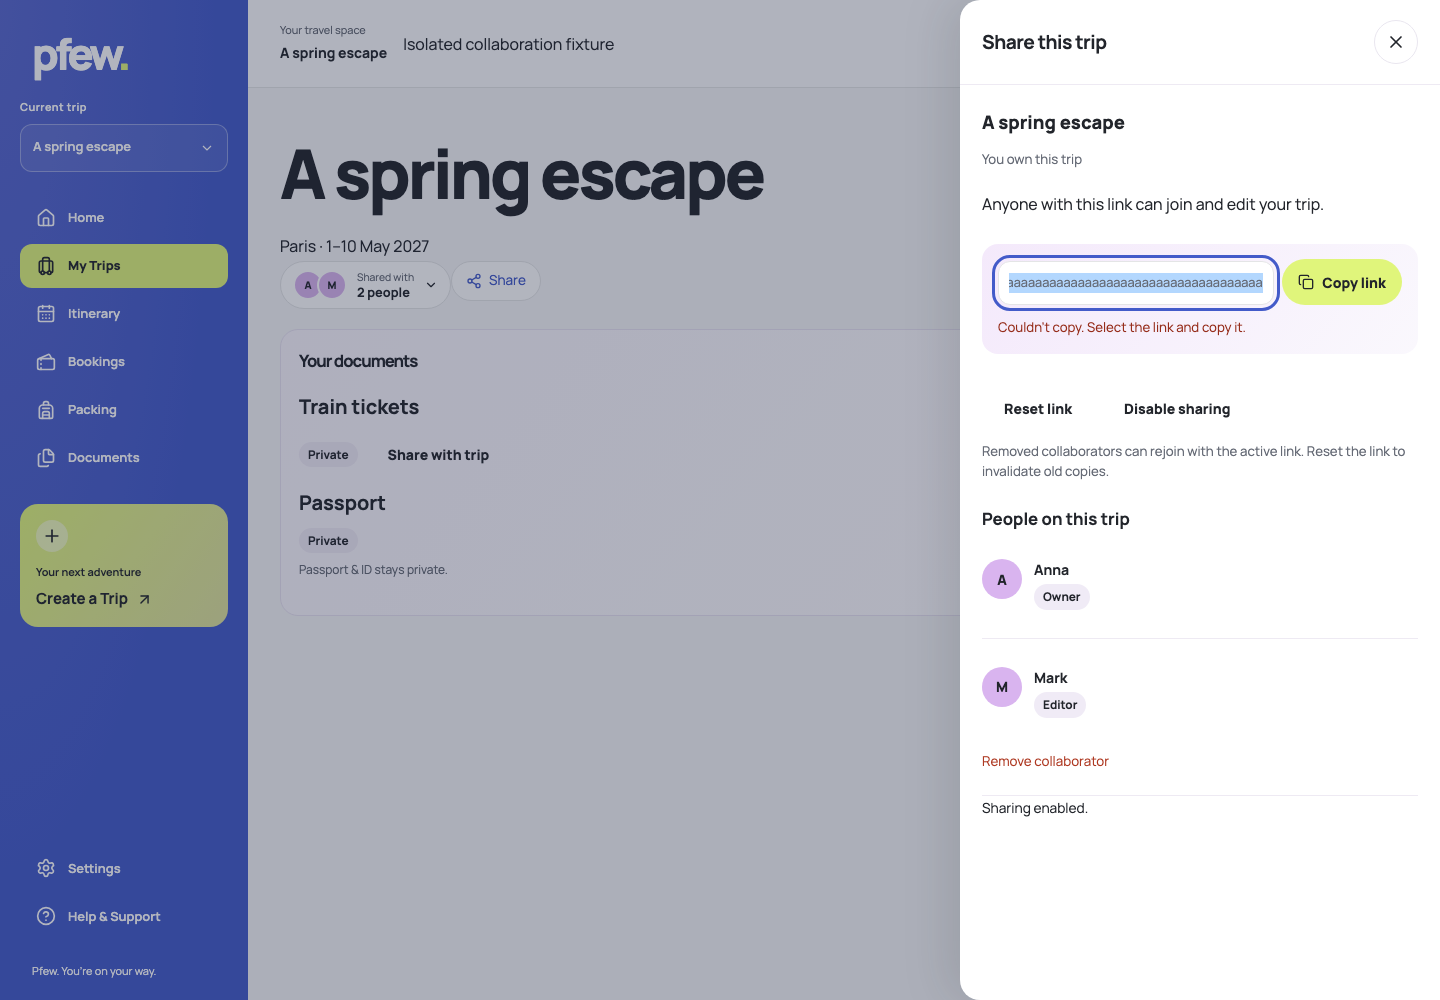 pfew.
Current trip
A spring escape
Home
My Trips
Itinerary
Bookings
Packing
Documents
Your next adventure
Create a Trip
Settings
Help & Support
Pfew. You're on your way.
Your travel space
A spring escape
Isolated collaboration fixture
A spring escape
Paris · 1–10 May 2027
A
M
Shared with
2 people
Share
Your documents
Train tickets
Private
Share with trip
Passport
Private
Passport & ID stays private.
Share this trip
A spring escape
You own this trip
Anyone with this link can join and edit your trip.
Copy link
Couldn't copy. Select the link and copy it.
Reset link
Disable sharing
Removed collaborators can rejoin with the active link. Reset the link to
invalidate old copies.
People on this trip
A
Anna
Owner
M
Mark
Editor
Remove collaborator
Sharing enabled.